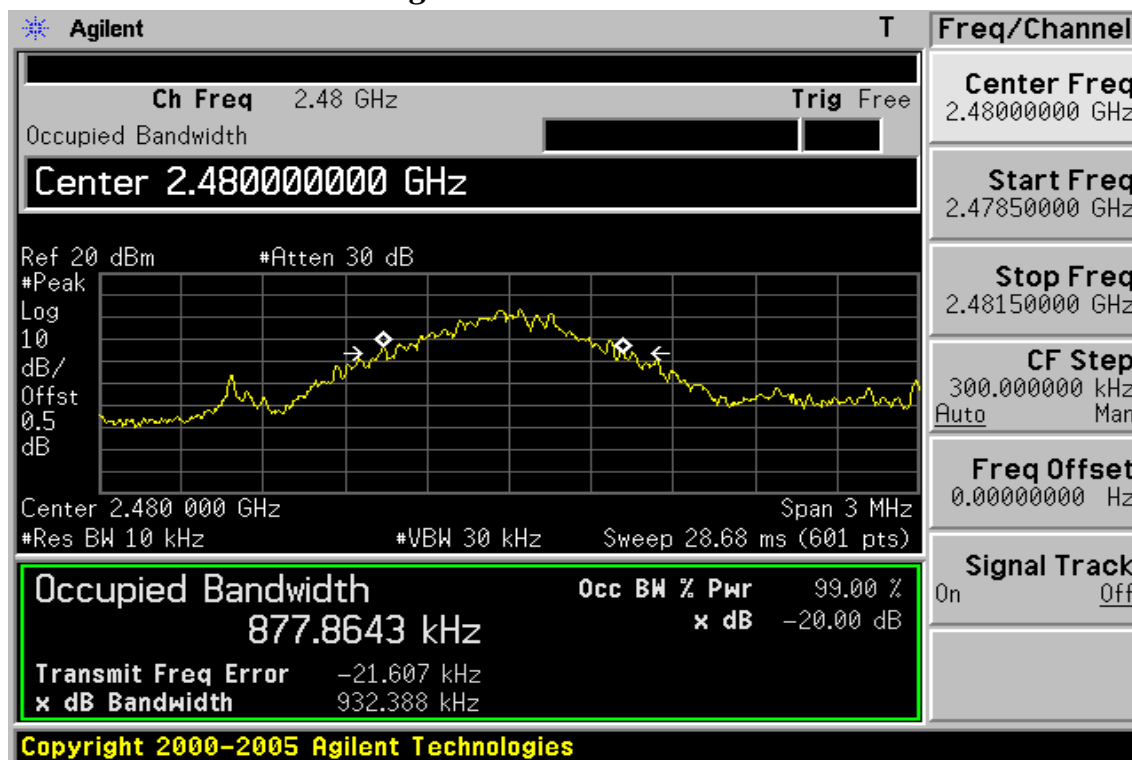 Agilent T
Ch Freq 2.48 GHz Trig Free
Occupied Bandwidth
Center 2.480000000 GHz
Ref 20 dBm #Atten 30 dB
#Peak
Log
10
dB/
Offst
0.5
dB
Center 2.480 000 GHz Span 3 MHz
#Res BW 10 kHz #VBW 30 kHz Sweep 28.68 ms (601 pts)
Occupied Bandwidth
877.8643 kHz
Occ BW % Pwr 99.00 %
x dB -20.00 dB
Transmit Freq Error -21.607 kHz
x dB Bandwidth 932.388 kHz
Copyright 2000-2005 Agilent Technologies
Freq/Channel
Center Freq
2.48000000 GHz
Start Freq
2.47850000 GHz
Stop Freq
2.48150000 GHz
CF Step
300.000000 kHz
Auto Man
Freq Offset
0.00000000 Hz
Signal Track
On Off